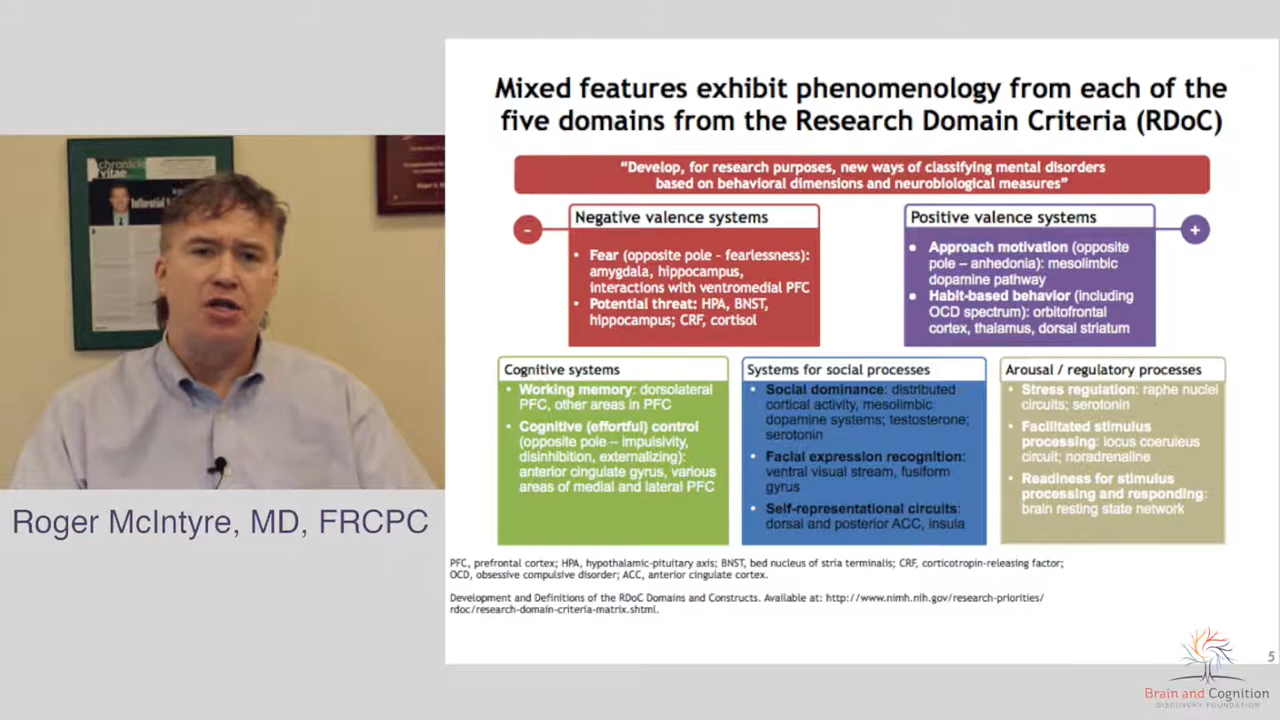 chronicle
vitae
Influential
Roger McIntyre, MD, FRCPC
Mixed features exhibit phenomenology from each of the
five domains from the Research Domain Criteria (RDoC)
“Develop, for research purposes, new ways of classifying mental disorders
based on behavioral dimensions and neurobiological measures”
-
Negative valence systems
• Fear (opposite pole - fearlessness):
amygdala, hippocampus,
interactions with ventromedial PFC
• Potential threat: HPA, BNST,
hippocampus; CRF, cortisol
Positive valence systems
+
• Approach motivation (opposite
pole – anhedonia): mesolimbic
dopamine pathway
• Habit-based behavior (including
OCD spectrum): orbitofrontal
cortex, thalamus, dorsal striatum
Cognitive systems
• Working memory: dorsolateral
PFC, other areas in PFC
• Cognitive (effortful) control
(opposite pole – impulsivity,
disinhibition, externalizing):
anterior cingulate gyrus, various
areas of medial and lateral PFC
Systems for social processes
• Social dominance: distributed
cortical activity, mesolimbic
dopamine systems; testosterone;
serotonin
• Facial expression recognition:
ventral visual stream, fusiform
gyrus
• Self-representational circuits:
dorsal and posterior ACC, insula
Arousal / regulatory processes
• Stress regulation: raphe nuclei
circuits; serotonin
• Facilitated stimulus
processing: locus coeruleus
circuit; noradrenaline
• Readiness for stimulus
processing and responding:
brain resting state network
PFC, prefrontal cortex; HPA, hypothalamic-pituitary axis; BNST, bed nucleus of stria terminalis; CRF, corticotropin-releasing factor;
OCD, obsessive compulsive disorder; ACC, anterior cingulate cortex.
Development and Definitions of the RDoC Domains and Constructs. Available at: http://www.nimh.nih.gov/research-priorities/
rdoc/research-domain-criteria-matrix.shtml.
5
Brain and Cognition
DISCOVERY FOUNDATION